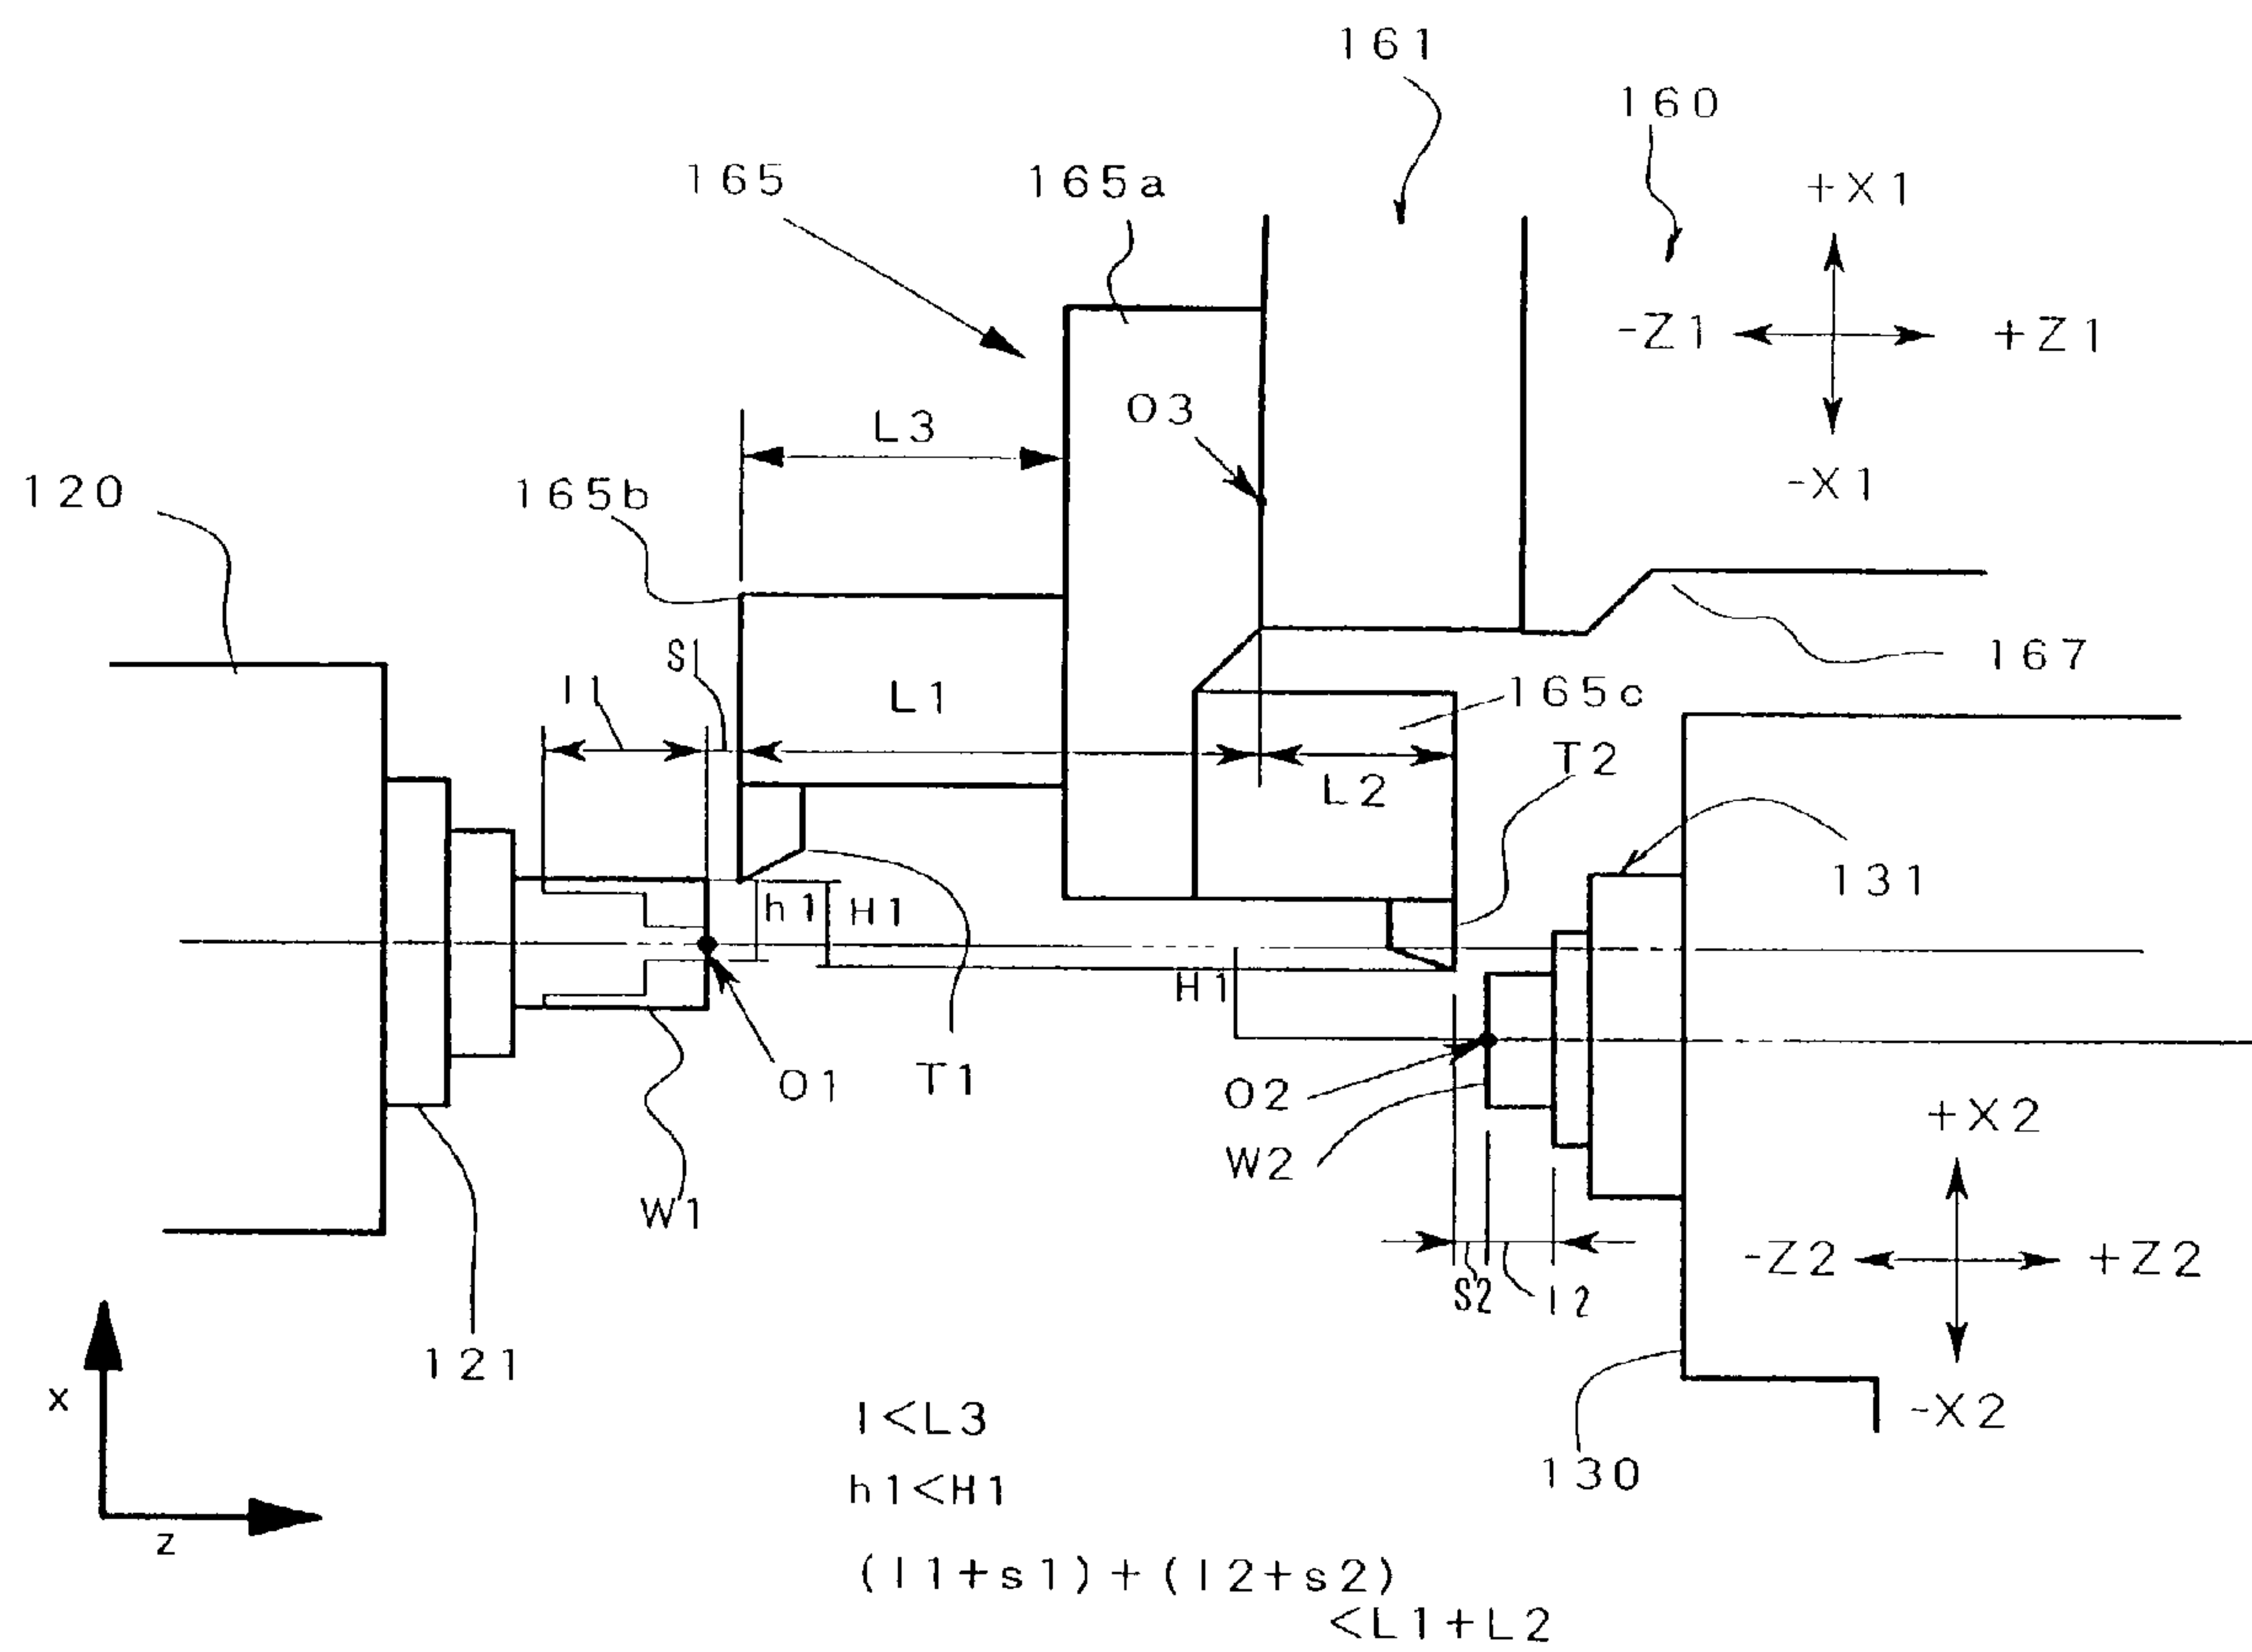 161
160
165
165a
+X1
-Z1
+Z1
O3
L3
-X1
120
165b
S1
167
l1
L1
165c
T2
L2
131
h1
H1
H1
O1
T1
O2
+X2
W2
W1
-Z2
+Z2
S2
l2
121
x
l<L3
-X2
130
h1<H1
z
(l1+s1)+(l2+s2)
<L1+L2